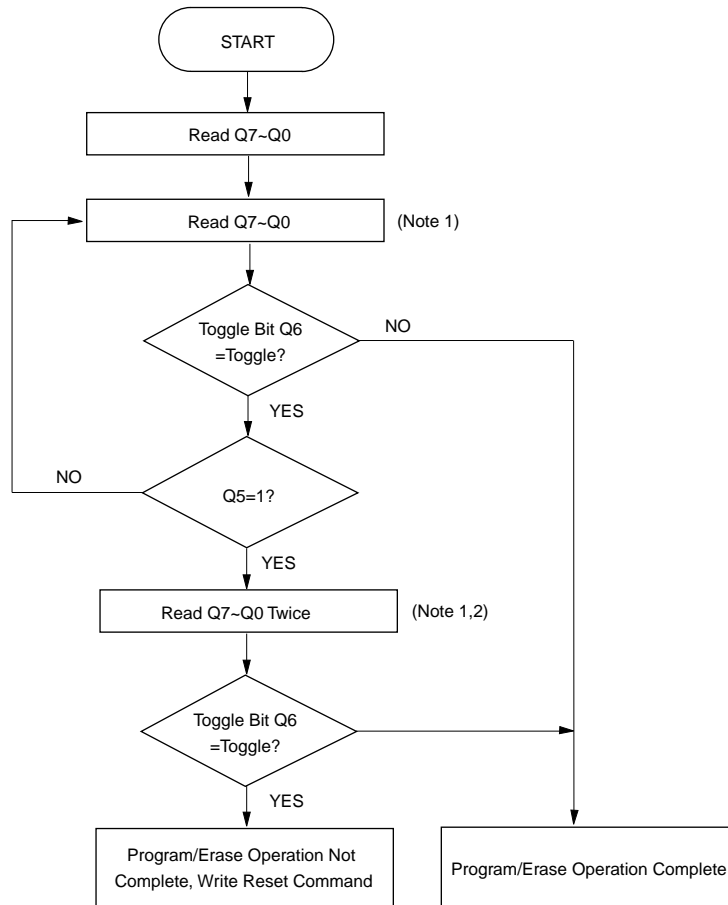 START
Read Q7~Q0
Read Q7~Q0
(Note 1)
Toggle Bit Q6
=Toggle?
NO
YES
NO
Q5=1?
YES
Read Q7~Q0 Twice
(Note 1,2)
Toggle Bit Q6
=Toggle?
YES
Program/Erase Operation Not
Complete, Write Reset Command
Program/Erase Operation Complete